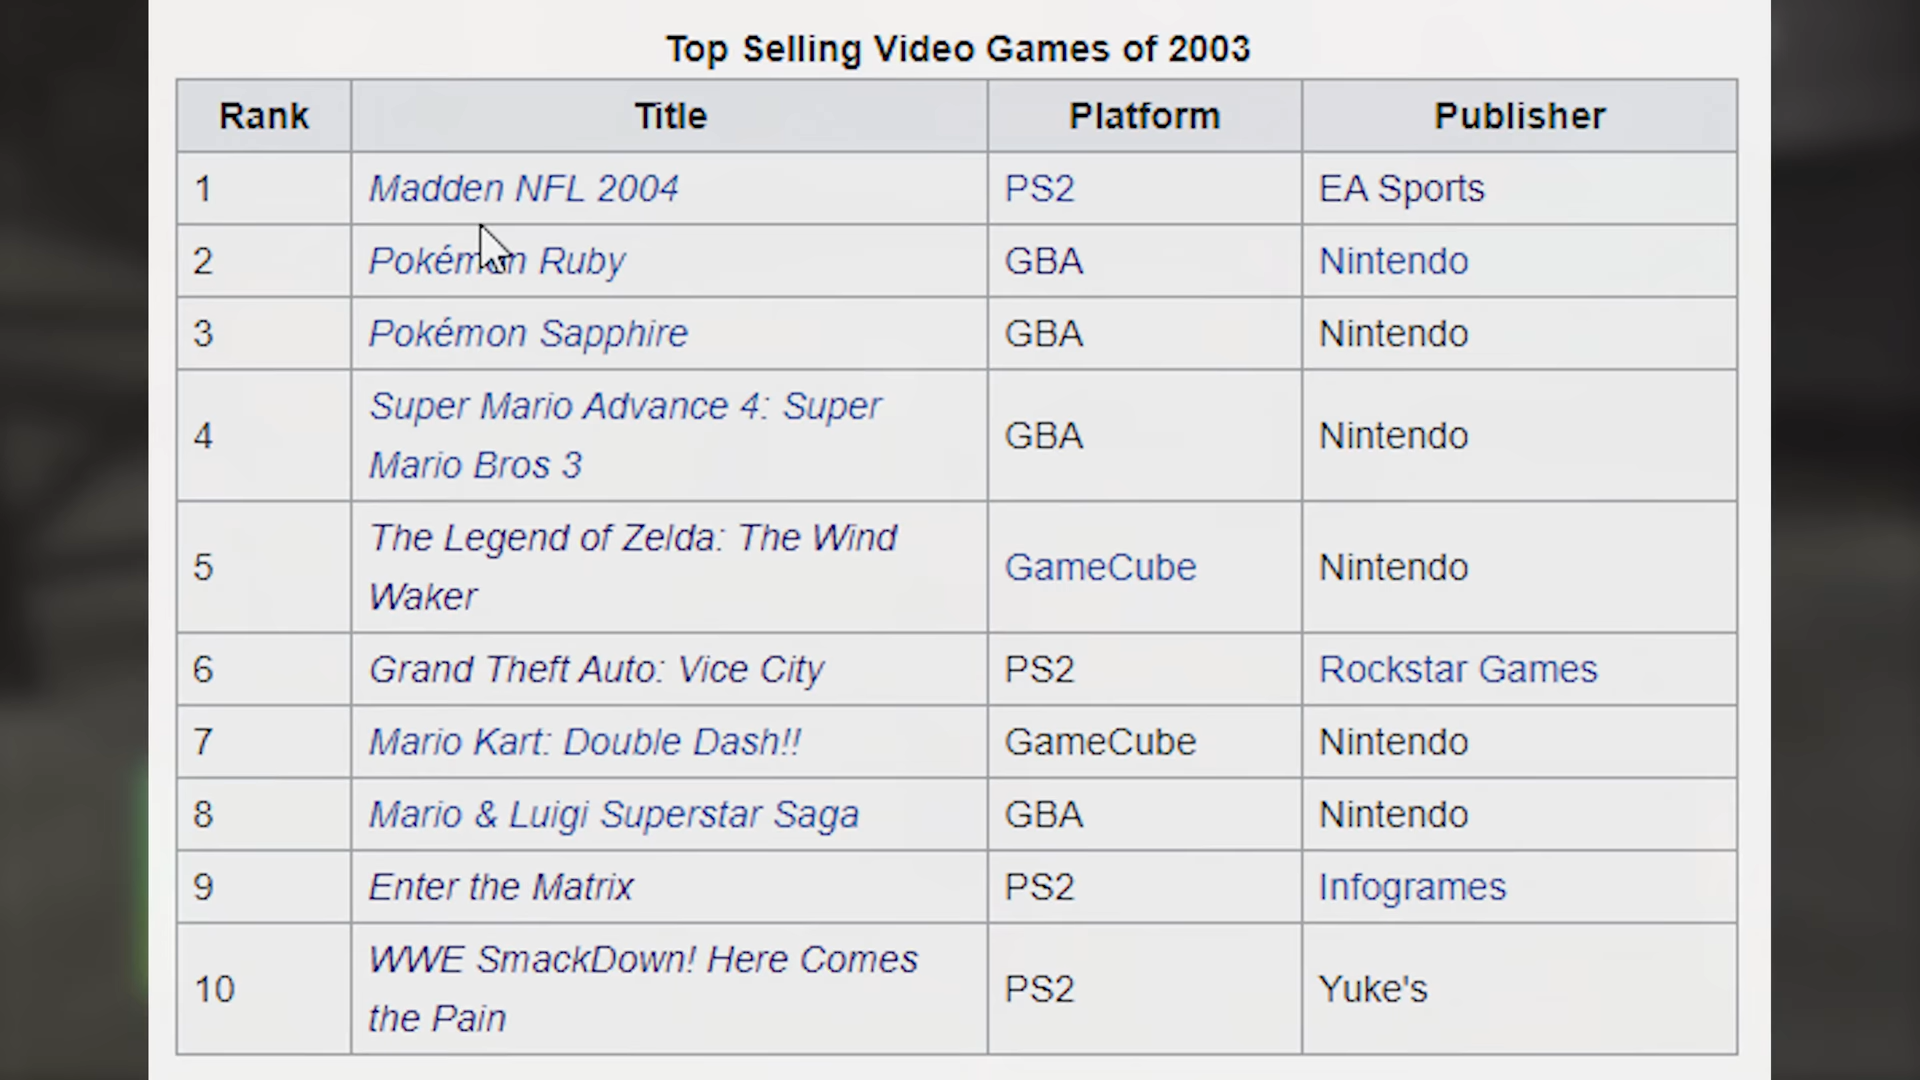 Top Selling Video Games of 2003
Rank Title Platform Publisher
1 Madden NFL 2004 PS2 EA Sports
2 Pokémon Ruby GBA Nintendo
3 Pokémon Sapphire GBA Nintendo
4 Super Mario Advance 4: Super
Mario Bros 3 GBA Nintendo
5 The Legend of Zelda: The Wind
Waker GameCube Nintendo
6 Grand Theft Auto: Vice City PS2 Rockstar Games
7 Mario Kart: Double Dash!! GameCube Nintendo
8 Mario & Luigi Superstar Saga GBA Nintendo
9 Enter the Matrix PS2 Infogrames
10 WWE SmackDown! Here Comes
the Pain PS2 Yuke's